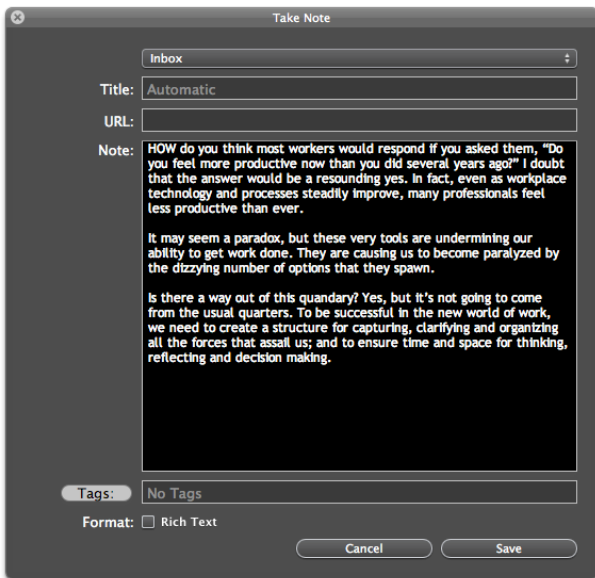 Take Note
Inbox
Title: Automatic
URL:
Note:
HOW do you think most workers would respond if you asked them, “Do
you feel more productive now than you did several years ago?” I doubt
that the answer would be a resounding yes. In fact, even as workplace
technology and processes steadily improve, many professionals feel
less productive than ever.
It may seem a paradox, but these very tools are undermining our
ability to get work done. They are causing us to become paralyzed by
the dizzying number of options that they spawn.
Is there a way out of this quandary? Yes, but it’s not going to come
from the usual quarters. To be successful in the new world of work,
we need to create a structure for capturing, clarifying and organizing
all the forces that assail us; and to ensure time and space for thinking,
reflecting and decision making.
Tags: No Tags
Format: Rich Text
Cancel Save